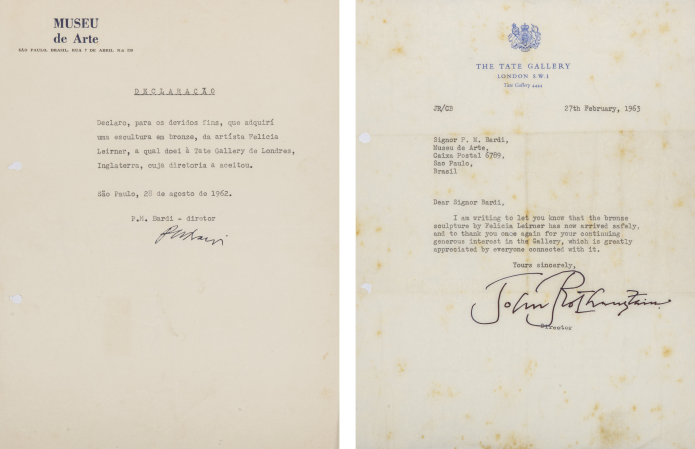 MUSEU
de Arte
SÃO PAULO, BRASIL, RUA 7 DE ABRIL, N.o 230
DECLARAÇÃO
Declaro, para os devidos fins, que adquirí
uma escultura em bronze, da artísta Felicia
Leirner, a qual doei à Tate Gallery de Londres,
Inglaterra, cuja diretoria a aceitou.
São Paulo, 28 de agosto de 1962.
P.M. Bardi - diretor
THE TATE GALLERY
LONDON S.W.1
Tate Gallery 4444
JR/CB
27th February, 1963
Signor P. M. Bardi,
Museu de Arte,
Caixa Postal 6789,
Sao Paulo,
Brasil
Dear Signor Bardi,
I am writing to let you know that the bronze
sculpture by Felicia Leirner has now arrived safely,
and to thank you once again for your continuing
generous interest in the Gallery, which is greatly
appreciated by everyone connected with it.
Yours sincerely,
John Rothenstein
Director